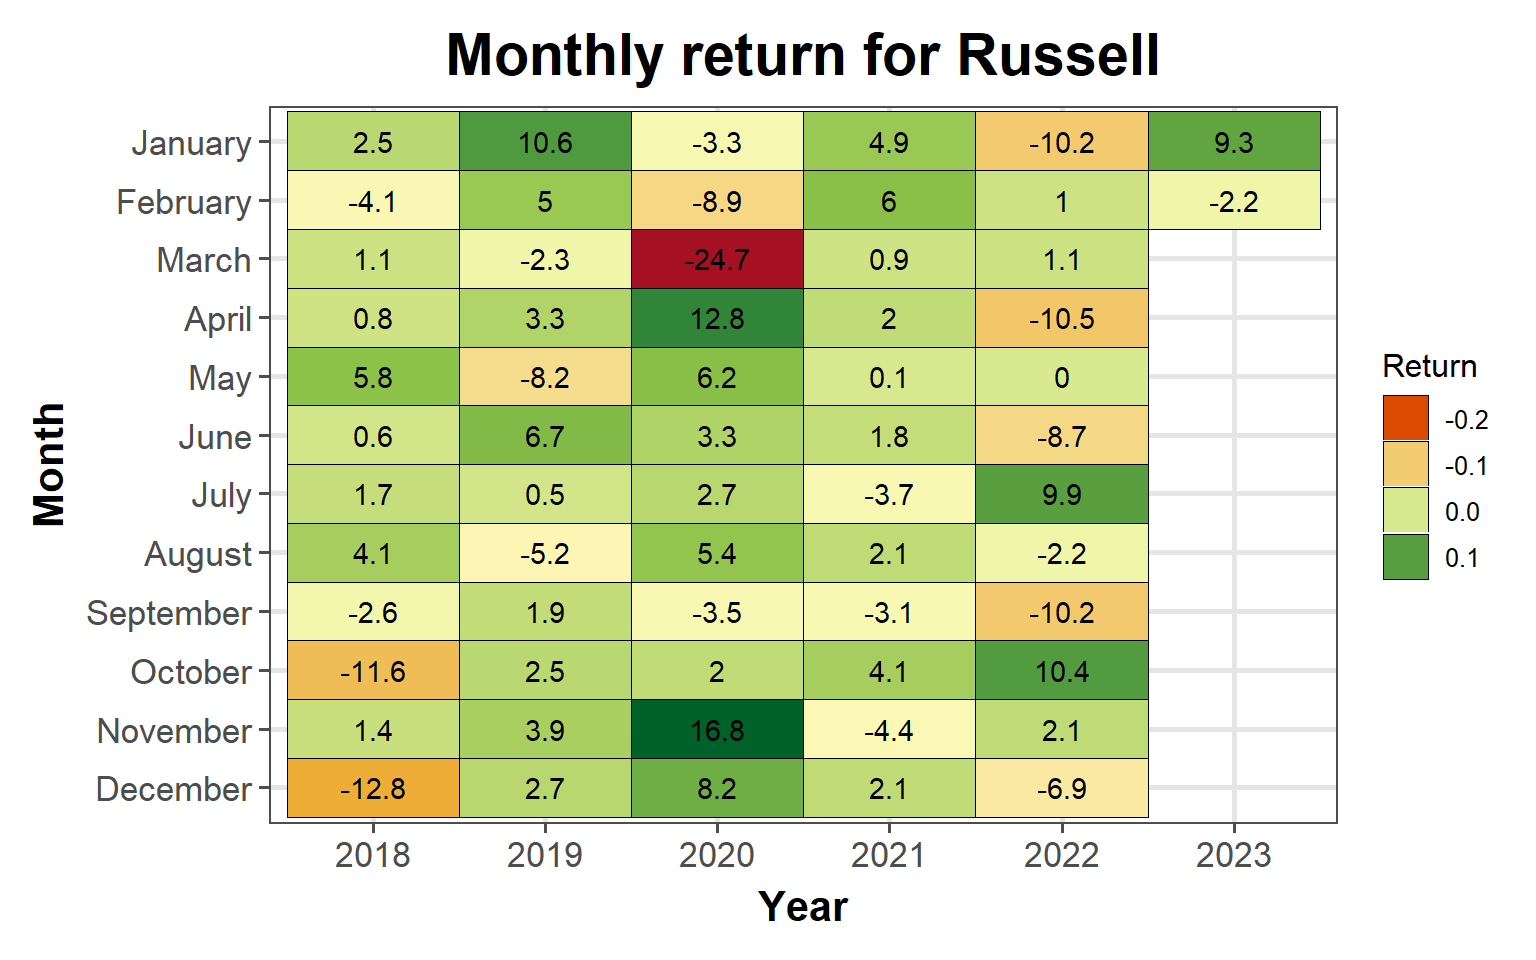 Monthly return for Russell
January 2.5 10.6 -3.3 4.9 -10.2 9.3
February -4.1 5 -8.9 6 1 -2.2
March 1.1 -2.3 -24.7 0.9 1.1
April 0.8 3.3 12.8 2 -10.5
May 5.8 -8.2 6.2 0.1 0
June 0.6 6.7 3.3 1.8 -8.7
July 1.7 0.5 2.7 -3.7 9.9
August 4.1 -5.2 5.4 2.1 -2.2
September -2.6 1.9 -3.5 -3.1 -10.2
October -11.6 2.5 2 4.1 10.4
November 1.4 3.9 16.8 -4.4 2.1
December -12.8 2.7 8.2 2.1 -6.9
2018 2019 2020 2021 2022 2023
Year
Month
Return
-0.2
-0.1
0.0
0.1